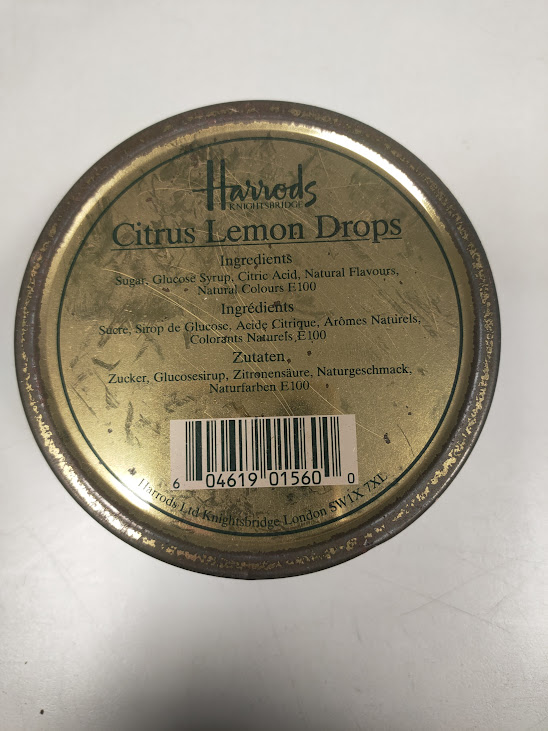 Harrods
KNIGHTSBRIDGE
Citrus Lemon Drops
Ingredients
Sugar, Glucose Syrup, Citric Acid, Natural Flavours,
Natural Colours E100
Ingrédients
Sucre, Sirop de Glucose, Acide Citrique, Arômes Naturels,
Colorants Naturels E100
Zutaten
Zucker, Glucosesirup, Zitronensäure, Naturgeschmack,
Naturfarben E100
6 04619 01560 0
Harrods Ltd Knightsbridge London SW1X 7XL